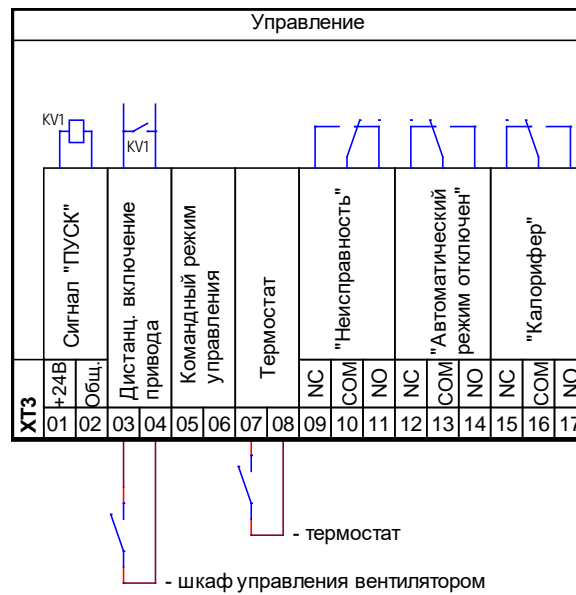 Управление
KV1
KV1
Сигнал "ПУСК"
Дистанц. включение
привода
Командный режим
управления
Термостат
"Неисправность"
"Автоматический
режим отключен"
"Калорифер"
ХТ3
+24В
Общ.
NC
COM
NO
NC
COM
NO
NC
COM
NO
01
02
03
04
05
06
07
08
09
10
11
12
13
14
15
16
17
- термостат
- шкаф управления вентилятором